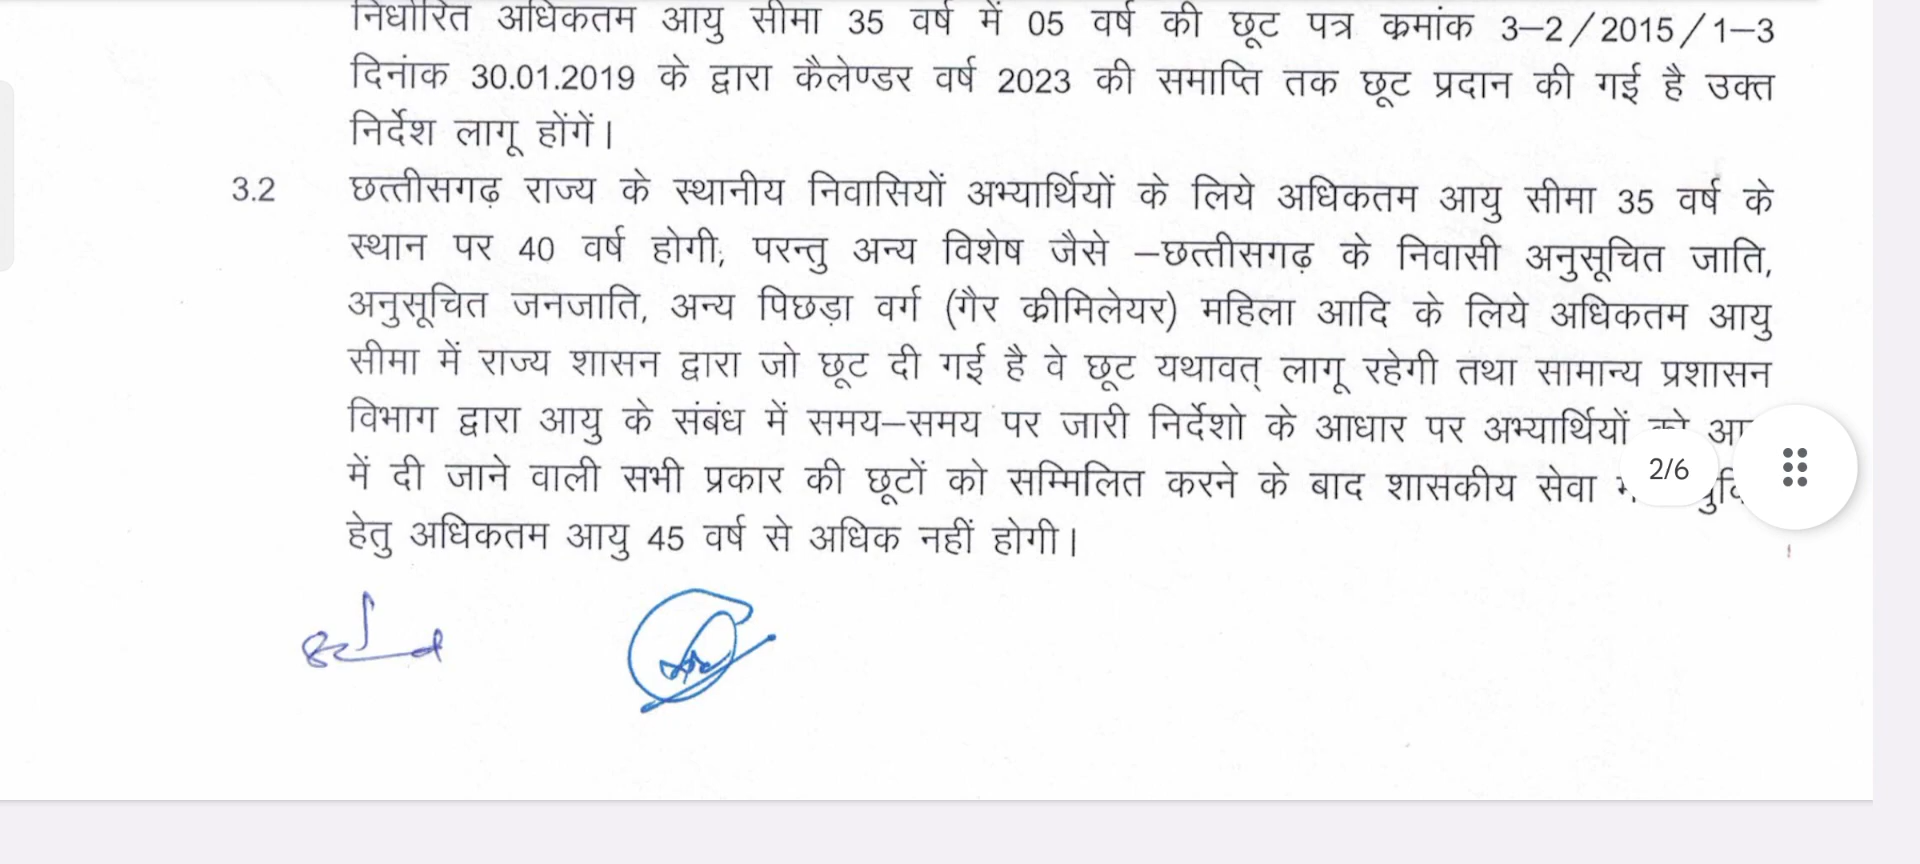 निर्धारित अधिकतम आयु सीमा 35 वर्ष में 05 वर्ष की छूट पत्र क्रमांक 3–2/2015/1–3
दिनांक 30.01.2019 के द्वारा कैलेण्डर वर्ष 2023 की समाप्ति तक छूट प्रदान की गई है उक्त
निर्देश लागू होंगें।
3.2 छत्तीसगढ़ राज्य के स्थानीय निवासियों अभ्यार्थियों के लिये अधिकतम आयु सीमा 35 वर्ष के
स्थान पर 40 वर्ष होगी, परन्तु अन्य विशेष जैसे –छत्तीसगढ़ के निवासी अनुसूचित जाति,
अनुसूचित जनजाति, अन्य पिछड़ा वर्ग (गैर क्रीमिलेयर) महिला आदि के लिये अधिकतम आयु
सीमा में राज्य शासन द्वारा जो छूट दी गई है वे छूट यथावत् लागू रहेगी तथा सामान्य प्रशासन
विभाग द्वारा आयु के संबंध में समय–समय पर जारी निर्देशो के आधार पर अभ्यार्थियों को
में दी जाने वाली सभी प्रकार की छूटों को सम्मिलित करने के बाद शासकीय सेवा
2/6
हेतु अधिकतम आयु 45 वर्ष से अधिक नहीं होगी।